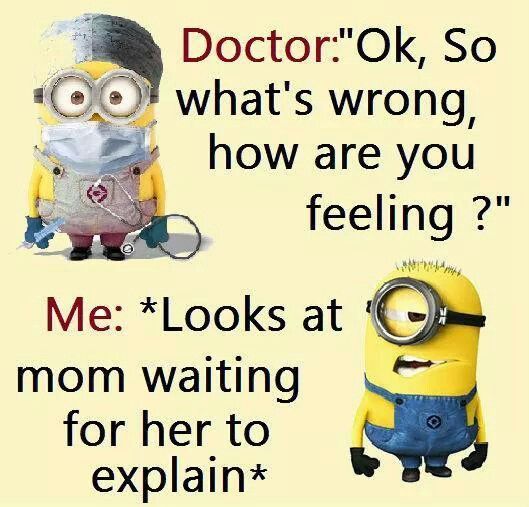 Doctor:"Ok, So
what's wrong,
how are you
feeling ?"
Me: *Looks at
mom waiting
for her to
explain*